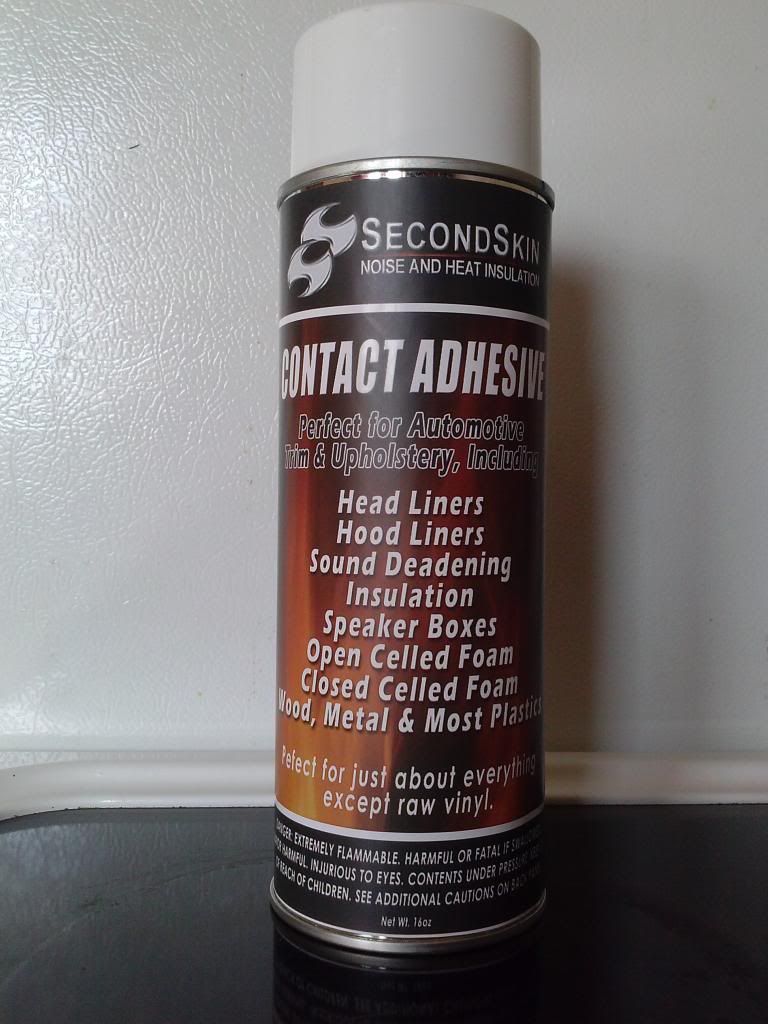 SECONDSKIN
NOISE AND HEAT INSULATION
CONTACT ADHESIVE
Perfect for Automotive
Trim & Upholstery, Including
Head Liners
Hood Liners
Sound Deadening
Insulation
Speaker Boxes
Open Celled Foam
Closed Celled Foam
Wood, Metal & Most Plastics
Pefect for just about everything
except raw vinyl.
DANGER: EXTREMELY FLAMMABLE. HARMFUL OR FATAL IF SWALLOWED.
HARMFUL. INJURIOUS TO EYES. CONTENTS UNDER PRESSURE.
OF REACH OF CHILDREN. SEE ADDITIONAL CAUTIONS ON BACK
Net Wt. 16oz